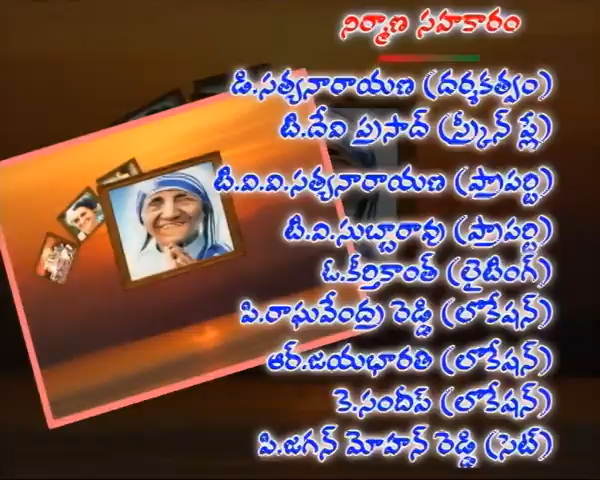 నిర్మాణ సహకారం
డి.సత్యనారాయణ (దర్శకత్వం)
టి.దేవి ప్రసాద్ (స్క్రీన్ ప్లే)
టి.వి.వి.సత్యనారాయణ (ప్రాపర్టి)
టి.వి.సుబ్బారావు (ప్రాపర్టి)
ఓ.కీర్తికాంత్ (లైటింగ్)
పి.రాఘవేంద్ర రెడ్డి (లొకేషన్)
ఆర్.జయభారతి (లొకేషన్)
కె.సందీప్ (లొకేషన్)
పి.జగన్ మోహన్ రెడ్డి (సెట్)